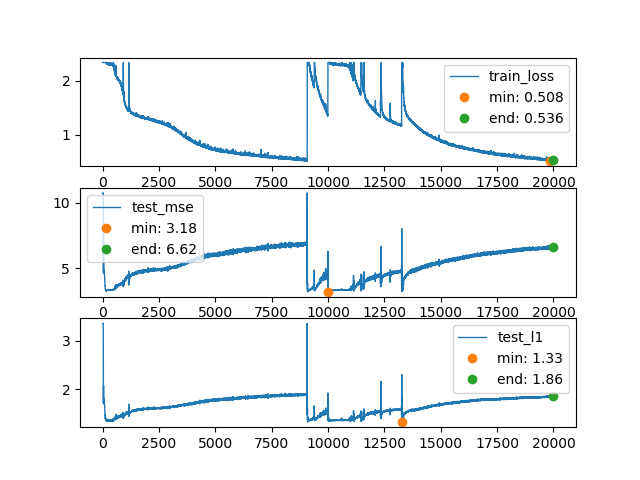 train_loss
min: 0.508
end: 0.536
2
1
0 2500 5000 7500 10000 12500 15000 17500 20000
test_mse
min: 3.18
end: 6.62
10
5
0 2500 5000 7500 10000 12500 15000 17500 20000
test_l1
min: 1.33
end: 1.86
3
2
0 2500 5000 7500 10000 12500 15000 17500 20000